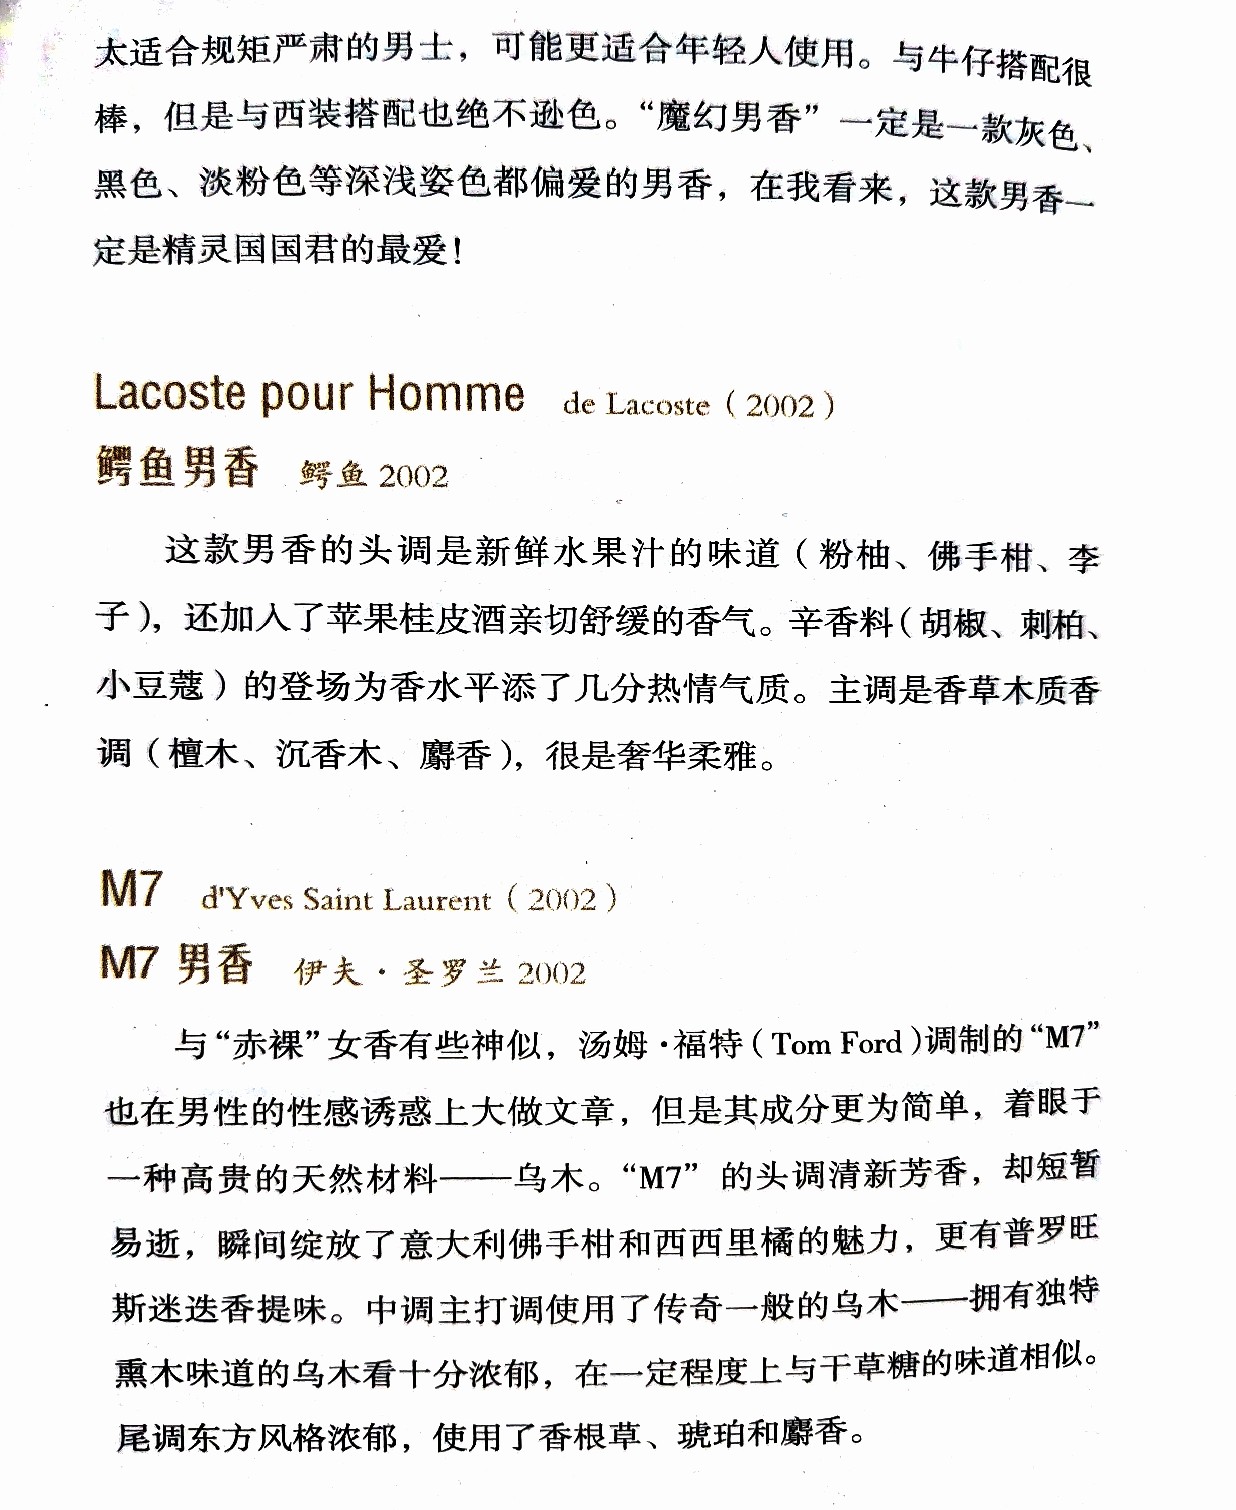 太适合规矩严肃的男士，可能更适合年轻人使用。与牛仔搭配很
棒，但是与西装搭配也绝不逊色。“魔幻男香”一定是一款灰色、
黑色、淡粉色等深浅姿色都偏爱的男香，在我看来，这款男香一
定是精灵国国君的最爱！
Lacoste pour Homme de Lacoste（2002）
鳄鱼男香 鳄鱼 2002
这款男香的头调是新鲜水果汁的味道（粉柚、佛手柑、李
子），还加入了苹果桂皮酒亲切舒缓的香气。辛香料（胡椒、刺柏、
小豆蔻）的登场为香水平添了几分热情气质。主调是香草木质香
调（檀木、沉香木、麝香），很是奢华柔雅。
M7 d'Yves Saint Laurent（2002）
M7 男香 伊夫·圣罗兰 2002
与“赤裸”女香有些神似，汤姆·福特（Tom Ford）调制的“M7”
也在男性的性感诱惑上大做文章，但是其成分更为简单，着眼于
一种高贵的天然材料——乌木。“M7”的头调清新芳香，却短暂
易逝，瞬间绽放了意大利佛手柑和西西里橘的魅力，更有普罗旺
斯迷迭香提味。中调主打调使用了传奇一般的乌木——拥有独特
熏木味道的乌木看十分浓郁，在一定程度上与干草糖的味道相似。
尾调东方风格浓郁，使用了香根草、琥珀和麝香。